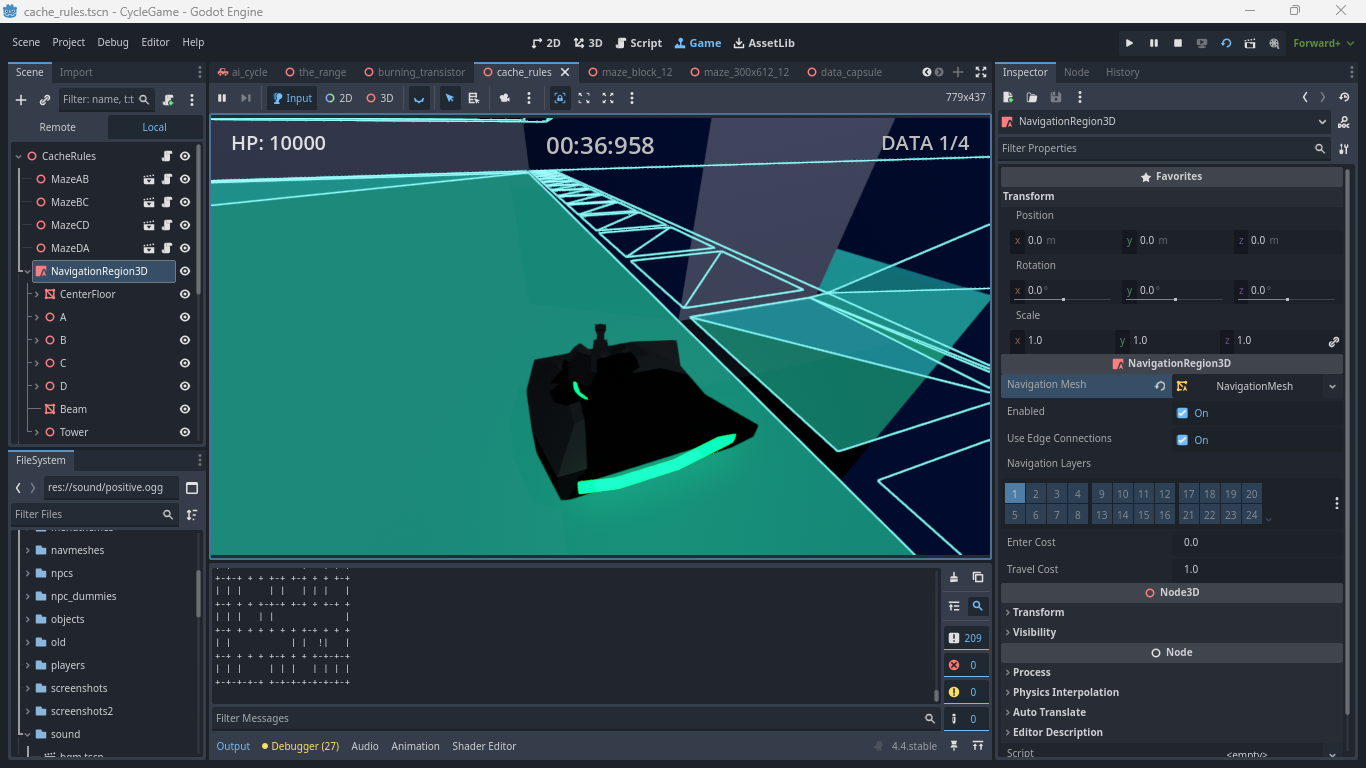 cache_rules.tscn - CycleGame - Godot Engine
Scene Project Debug Editor Help
2D 3D Script Game AssetLib
Forward+
Scene Import
Filter: name, t:t
Remote Local
CacheRules
MazeAB
MazeBC
MazeCD
MazeDA
NavigationRegion3D
CenterFloor
A
B
C
D
Beam
Tower
FileSystem
res://sound/positive.ogg
Filter Files
navmeshes
npcs
npc_dummies
objects
old
players
screenshots
screenshots2
sound
ai_cycle the_range burning_transistor cache_rules maze_block_12 maze_300x612_12 data_capsule
Input 2D 3D
779x437
HP: 10000
00:36:958
DATA 1/4
+-+-+ + + +-+ +-+ + + +-+
| | | | | | | | |
+-+ + + +-+-+ + +-+ +-+ +
| | | | | |
+-+-+ + + + + + +-+-+ + +
| | | | !| |
+-+ + + + +-+-+ + +-+-+-+
| | | | | | | | | |
+-+-+-+-+ +-+-+-+-+-+-+
209
0
0
0
Filter Messages
Output Debugger (27) Audio Animation Shader Editor
4.4.stable
Inspector Node History
NavigationRegion3D
Filter Properties
Favorites
Transform
Position
x 0.0 m y 0.0 m z 0.0 m
Rotation
x 0.0 ° y 0.0 ° z 0.0 °
Scale
x 1.0 y 1.0 z 1.0
NavigationRegion3D
Navigation Mesh NavigationMesh
Enabled On
Use Edge Connections On
Navigation Layers
1 2 3 4 9 10 11 12 17 18 19 20
5 6 7 8 13 14 15 16 21 22 23 24
Enter Cost 0.0
Travel Cost 1.0
Node3D
Transform
Visibility
Node
Process
Physics Interpolation
Auto Translate
Editor Description
Script <empty>